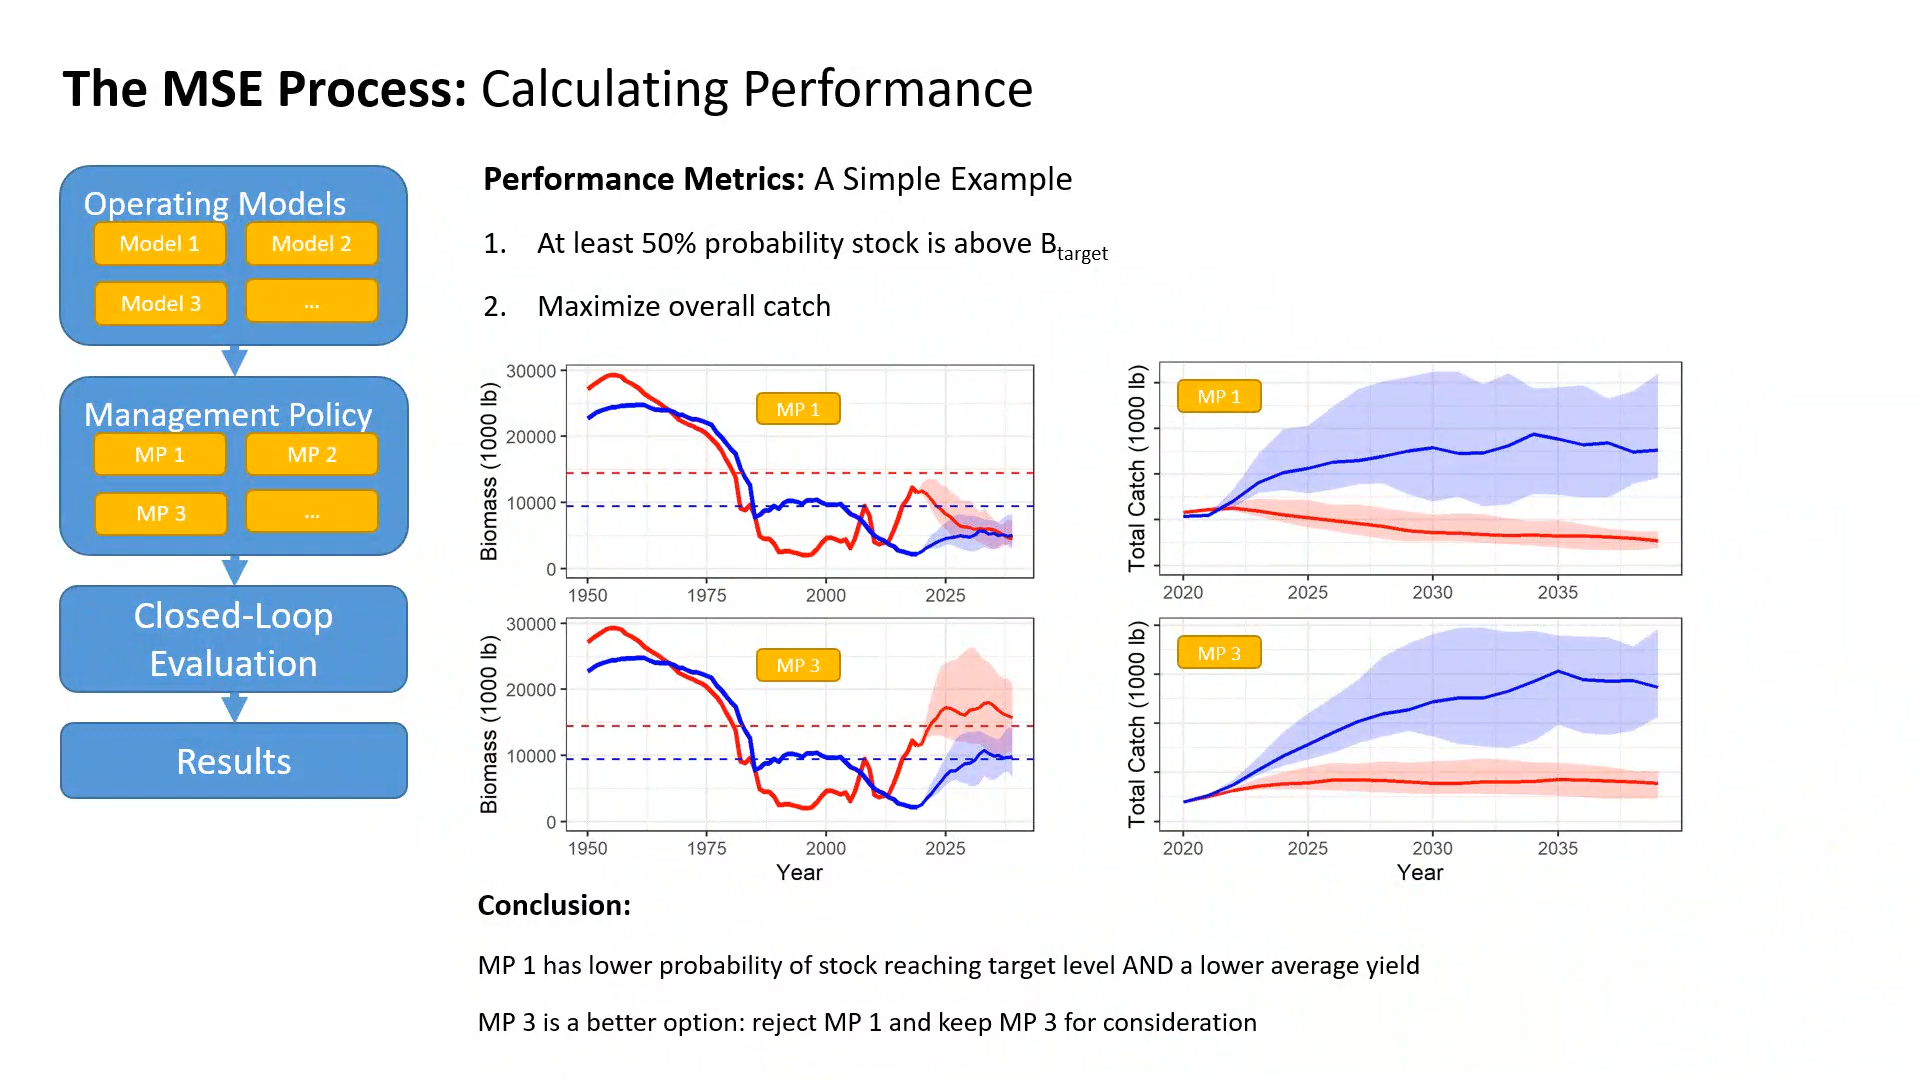 The MSE Process: Calculating Performance
Operating Models
Model 1
Model 2
Model 3
...
Management Policy
MP 1
MP 2
MP 3
...
Closed-Loop
Evaluation
Results
Performance Metrics: A Simple Example
1. At least 50% probability stock is above Btarget
2. Maximize overall catch
Biomass (1000 lb)
30000
20000
10000
0
MP 1
1950 1975 2000 2025
Total Catch (1000 lb)
MP 1
2020 2025 2030 2035
Biomass (1000 lb)
30000
20000
10000
0
MP 3
1950 1975 2000 2025
Year
Total Catch (1000 lb)
MP 3
2020 2025 2030 2035
Year
Conclusion:
MP 1 has lower probability of stock reaching target level AND a lower average yield
MP 3 is a better option: reject MP 1 and keep MP 3 for consideration